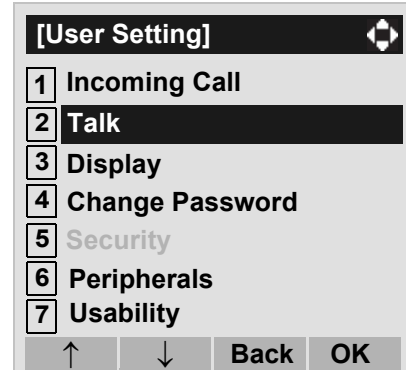 [User Setting]
1 Incoming Call
2 Talk
3 Display
4 Change Password
5 Security
6 Peripherals
7 Usability
↑ ↓ Back OK